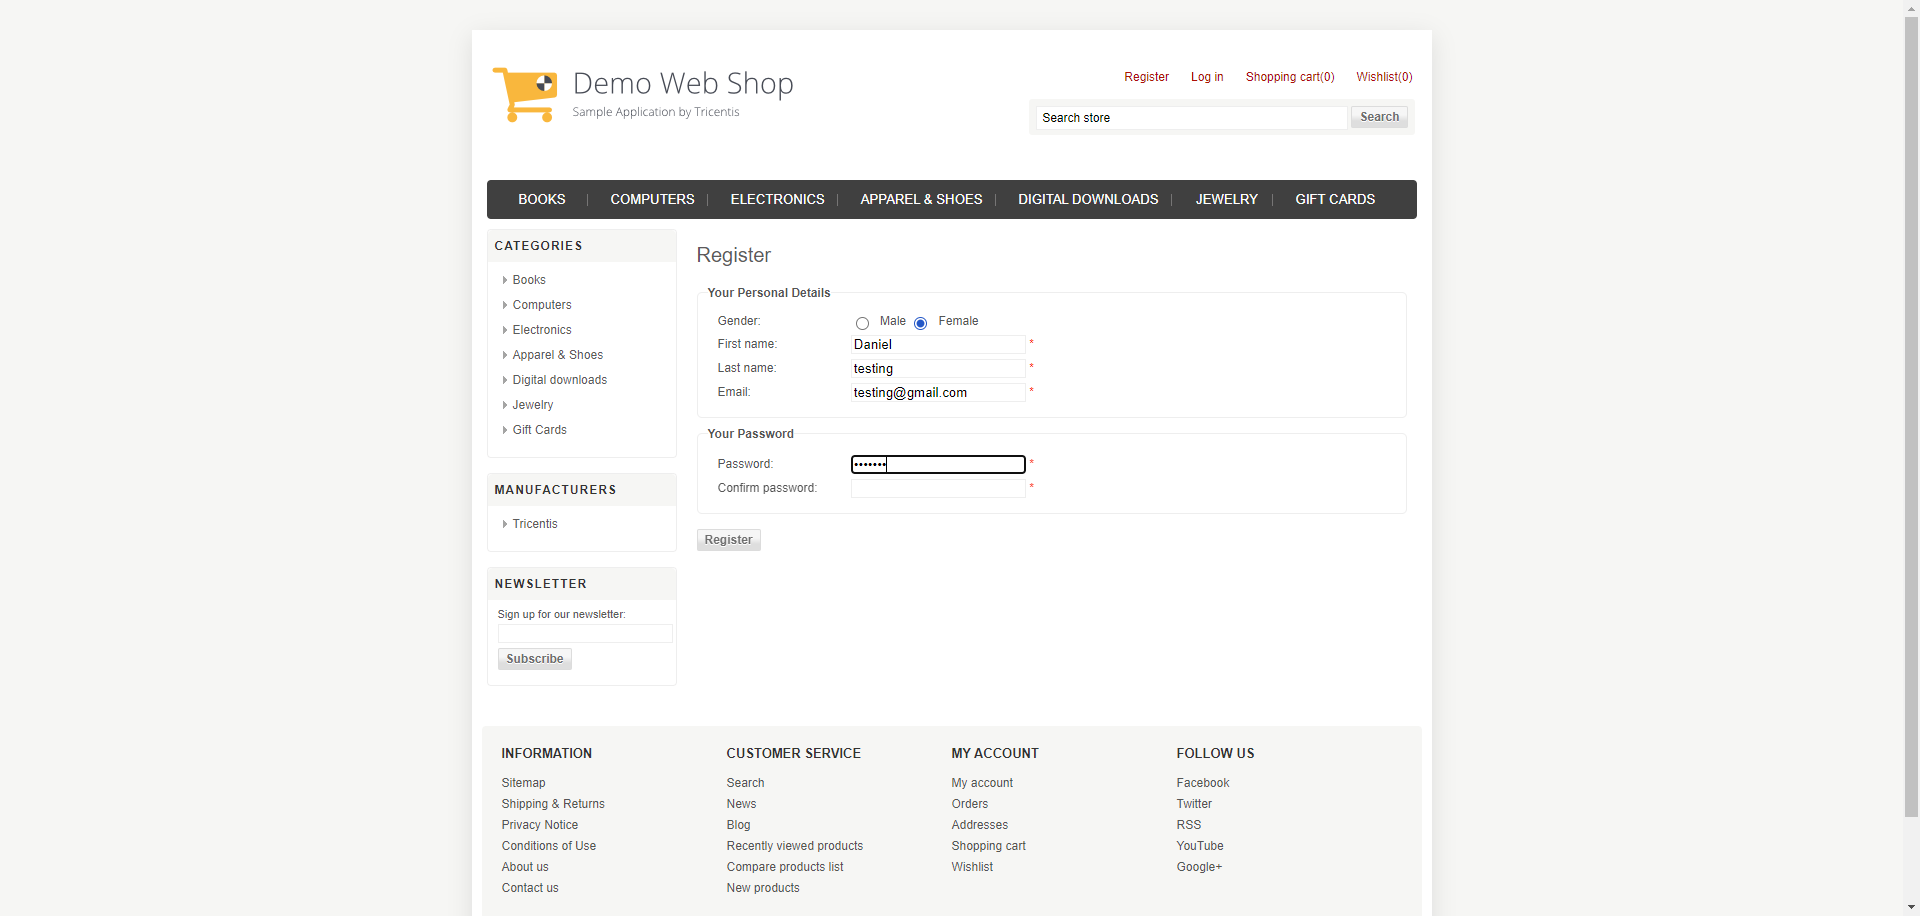 Demo Web Shop
Sample Application by Tricentis
Register Log in Shopping cart(0) Wishlist(0)
Search store Search
BOOKS COMPUTERS ELECTRONICS APPAREL & SHOES DIGITAL DOWNLOADS JEWELRY GIFT CARDS
CATEGORIES
Books
Computers
Electronics
Apparel & Shoes
Digital downloads
Jewelry
Gift Cards
MANUFACTURERS
Tricentis
NEWSLETTER
Sign up for our newsletter:
Subscribe
Register
Your Personal Details
Gender: Male Female
First name: Daniel *
Last name: testing *
Email: testing@gmail.com *
Your Password
Password: ••••••• *
Confirm password: *
Register
INFORMATION
Sitemap
Shipping & Returns
Privacy Notice
Conditions of Use
About us
Contact us
CUSTOMER SERVICE
Search
News
Blog
Recently viewed products
Compare products list
New products
MY ACCOUNT
My account
Orders
Addresses
Shopping cart
Wishlist
FOLLOW US
Facebook
Twitter
RSS
YouTube
Google+